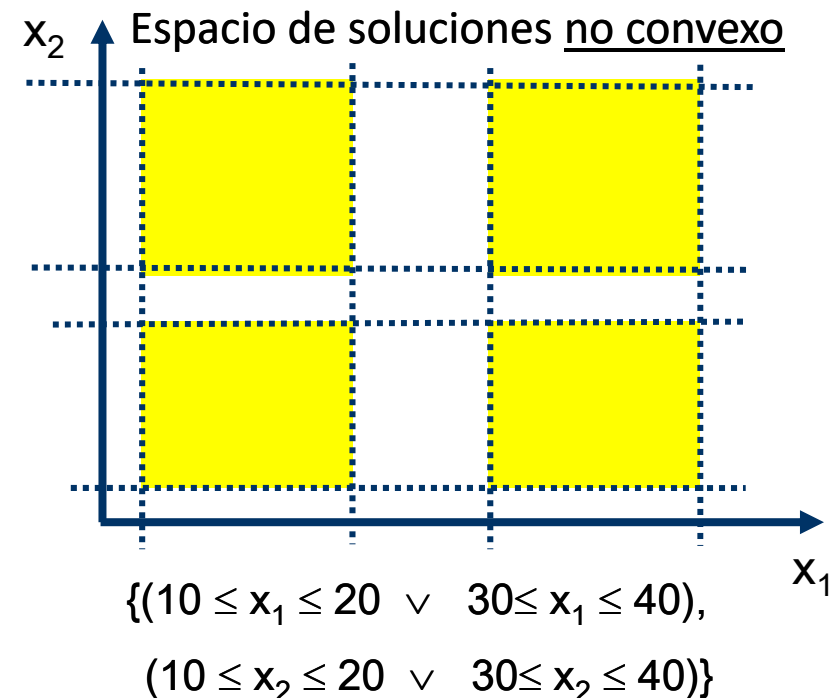 x₂
Espacio de soluciones no convexo
x₁
{(10 ≤ x₁ ≤ 20 ∨ 30≤ x₁ ≤ 40),
(10 ≤ x₂ ≤ 20 ∨ 30≤ x₂ ≤ 40)}